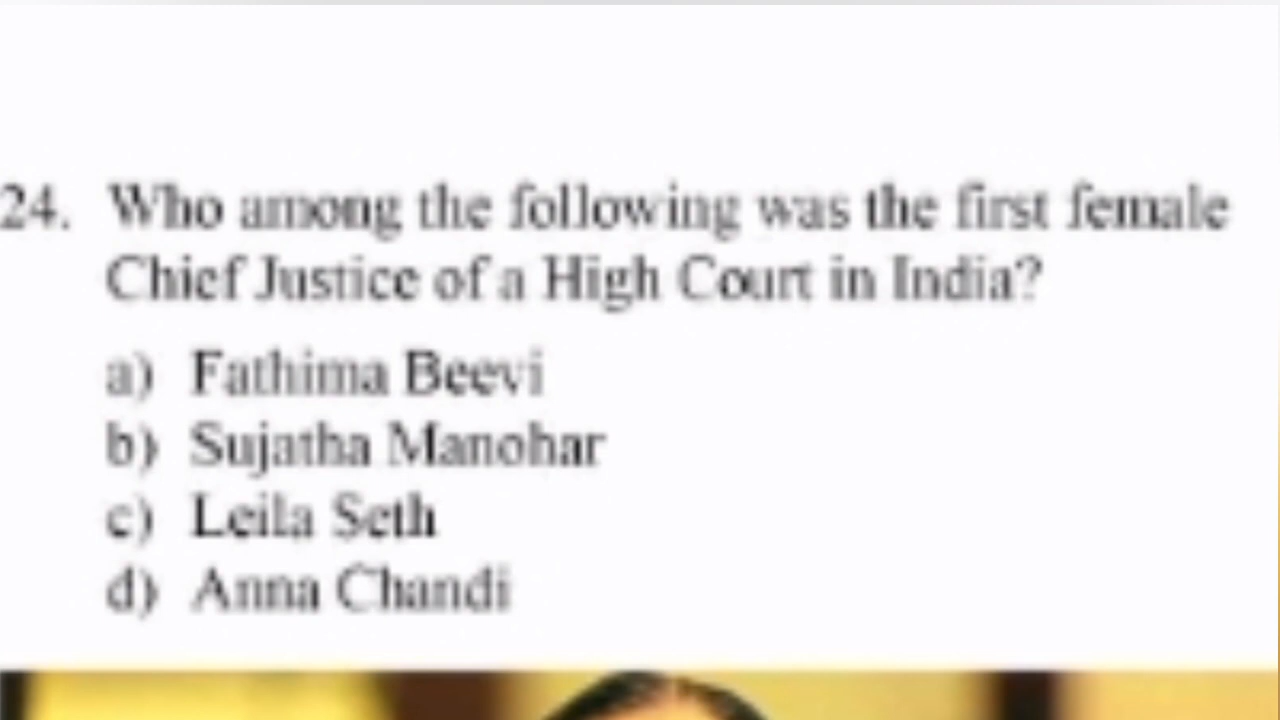 24. Who among the following was the first female
Chief Justice of a High Court in India?
a) Fathima Beevi
b) Sujatha Manohar
c) Leila Seth
d) Anna Chandi